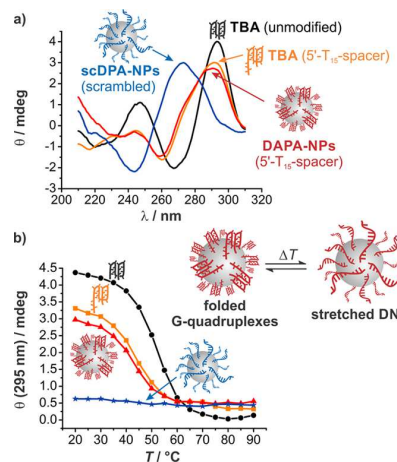 a)
TBA
(unmodified)
scDPA-NPs
(scrambled)
TBA (5'-T15-spacer)
DAPA-NPs
(5'-T15-spacer)
θ / mdeg
5
4
3
2
1
0
-1
-2
-3
200 220 240 260 280 300 320
λ / nm
b)
ΔT
folded
G-quadruplexes
stretched DN
θ (295 nm) / mdeg
4.5
4.0
3.5
3.0
2.5
2.0
1.5
1.0
0.5
0.0
20 30 40 50 60 70 80 90
T / °C